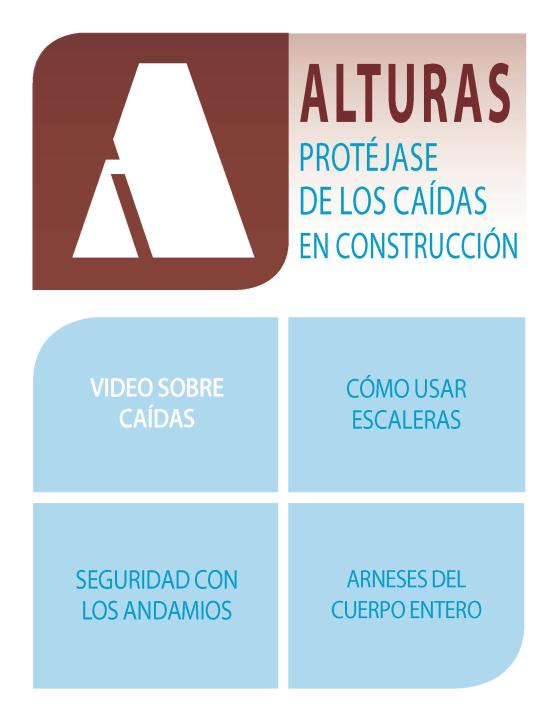 ALTURAS
PROTÉJASE
DE LOS CAÍDAS
EN CONSTRUCCIÓN
VIDEO SOBRE
CAÍDAS
CÓMO USAR
ESCALERAS
SEGURIDAD CON
LOS ANDAMIOS
ARNESES DEL
CUERPO ENTERO